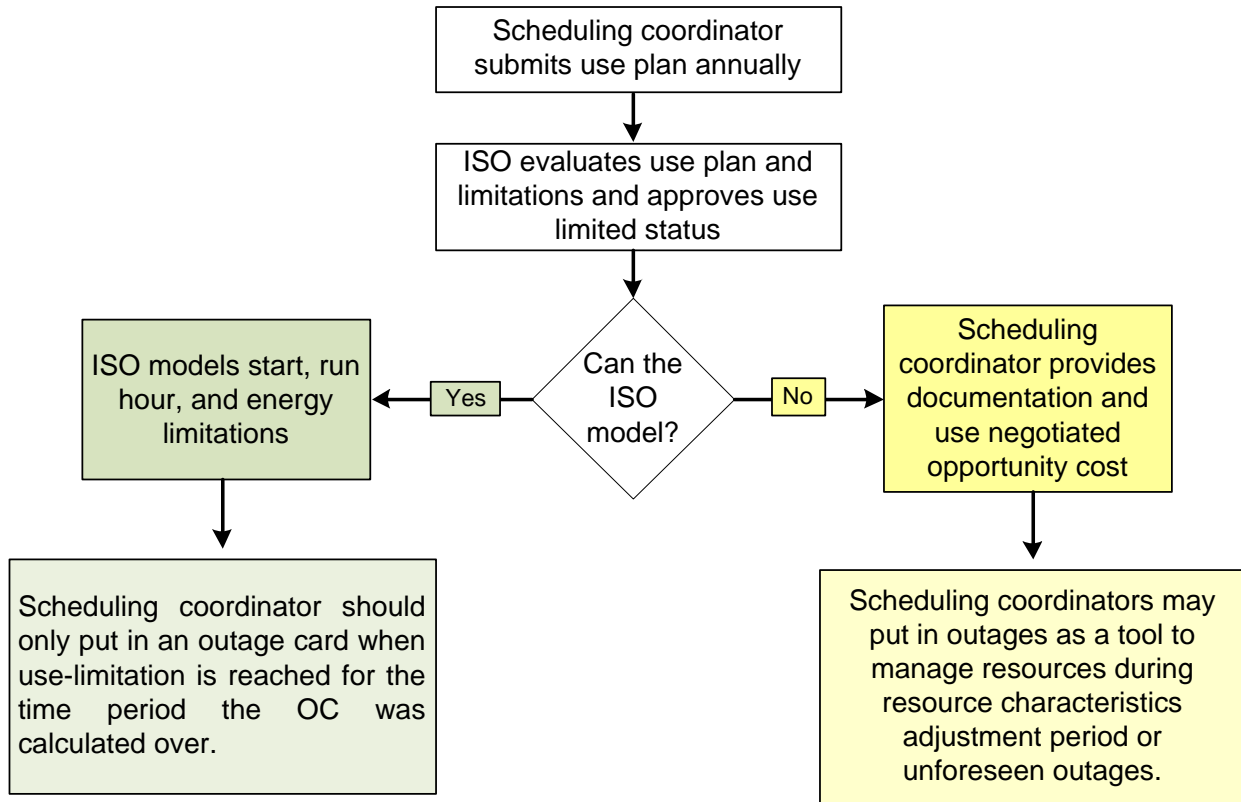 Scheduling coordinator
submits use plan annually
ISO evaluates use plan and
limitations and approves use
limited status
Can the
ISO
model?
Yes
No
ISO models start, run
hour, and energy
limitations
Scheduling
coordinator provides
documentation and
use negotiated
opportunity cost
Scheduling coordinator should
only put in an outage card when
use-limitation is reached for the
time period the OC was
calculated over.
Scheduling coordinators may
put in outages as a tool to
manage resources during
resource characteristics
adjustment period or
unforeseen outages.